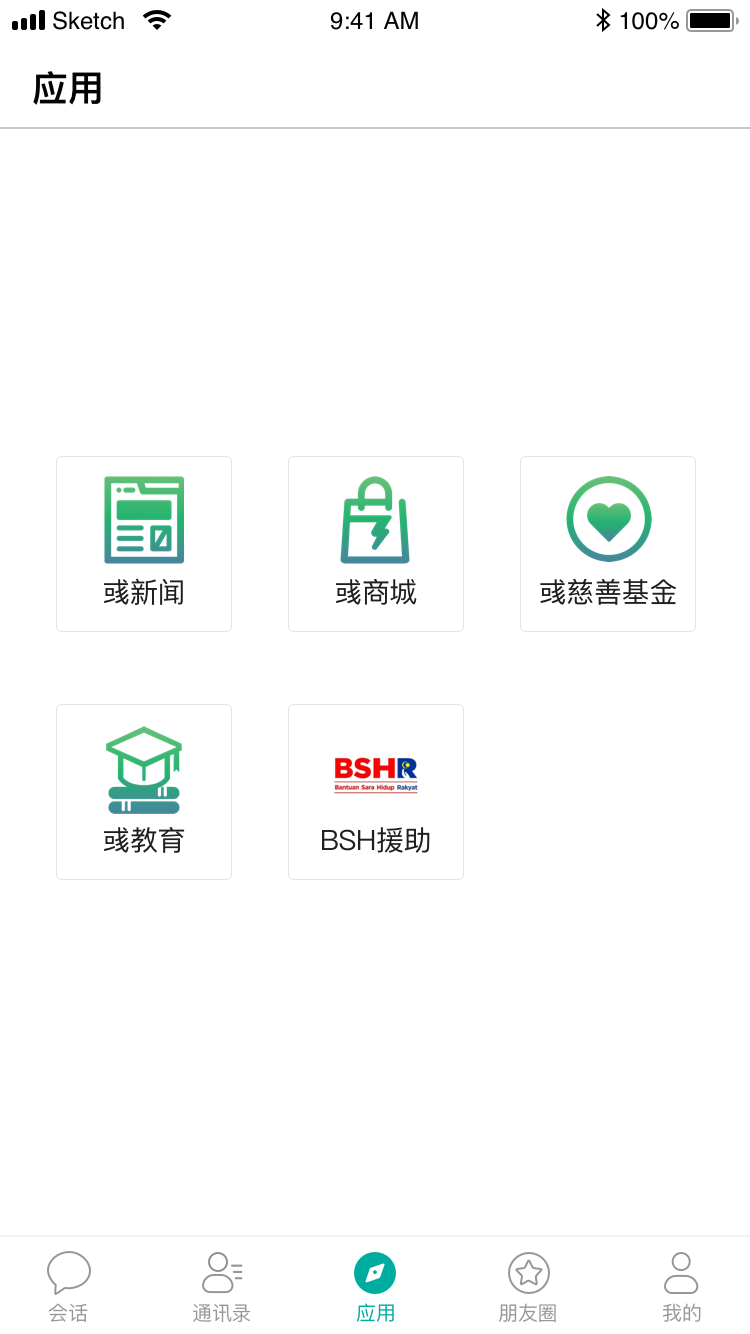 Sketch 9:41 AM 100%
应用
彧新闻
彧商城
彧慈善基金
BSHR
Bantuan Sara Hidup Rakyat
彧教育
BSH援助
会话
通讯录
应用
朋友圈
我的